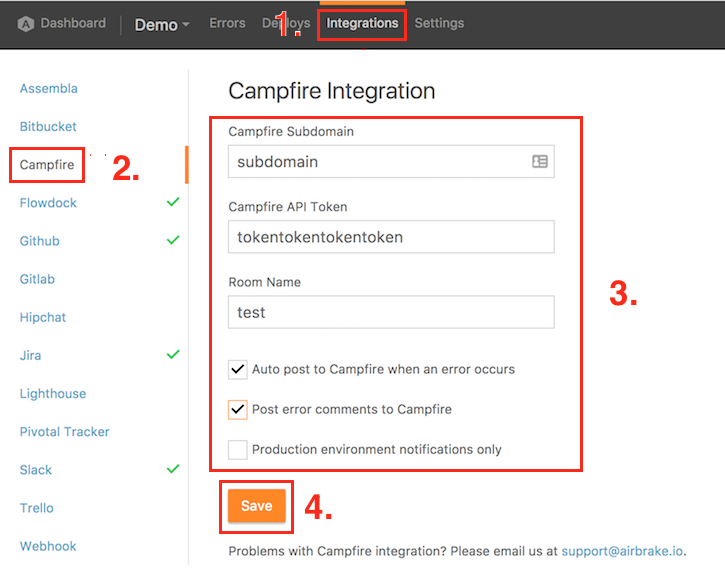 Dashboard Demo Errors Deploys 1. Integrations Settings
Assembla
Bitbucket
Campfire 2.
Flowdock
Github
Gitlab
Hipchat
Jira
Lighthouse
Pivotal Tracker
Slack
Trello
Webhook
Campfire Integration
Campfire Subdomain
subdomain
Campfire API Token
tokentokentokentoken
Room Name
test
3.
Auto post to Campfire when an error occurs
Post error comments to Campfire
Production environment notifications only
Save 4.
Problems with Campfire integration? Please email us at support@airbrake.io.